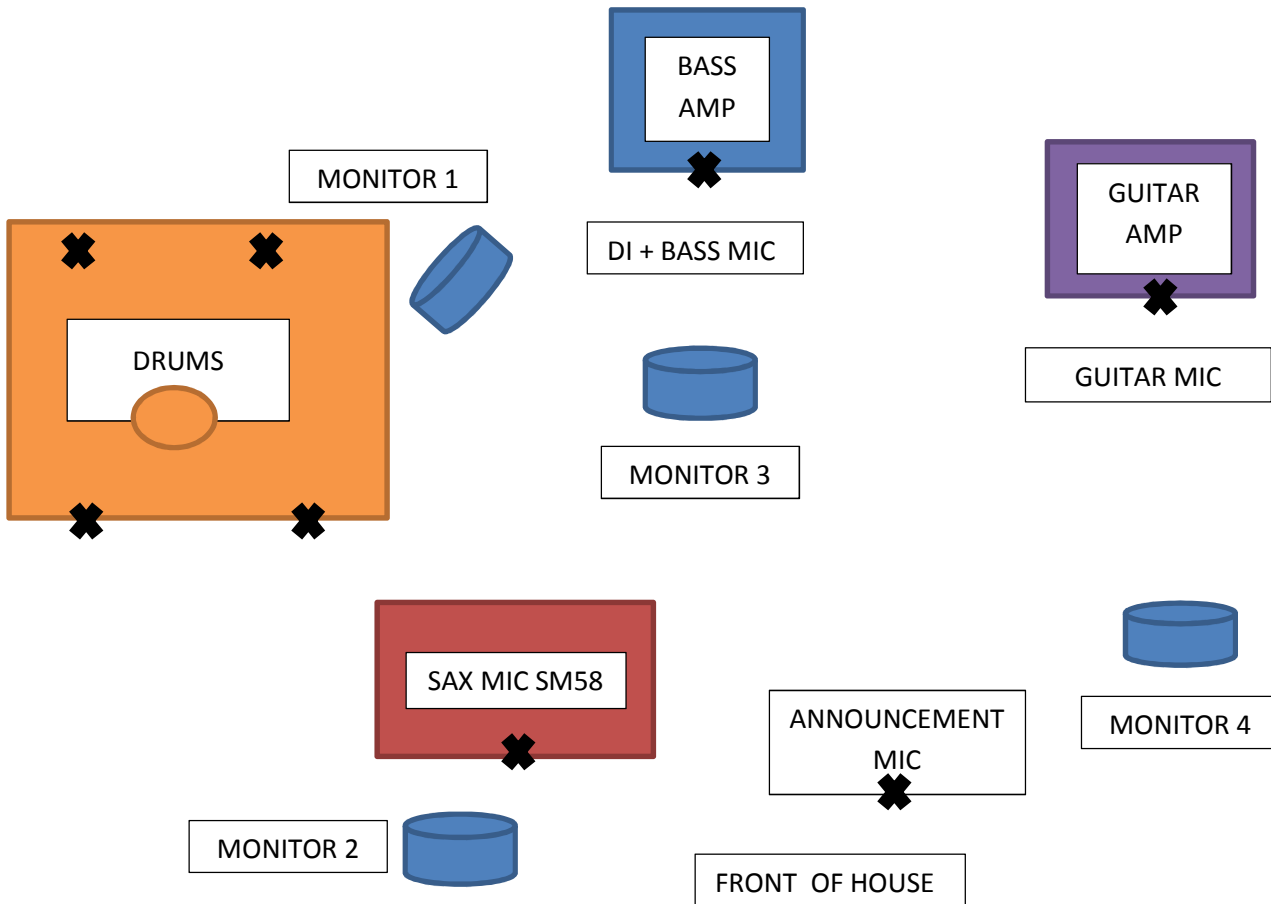 BASS
AMP
MONITOR 1
GUITAR
AMP
DI + BASS MIC
DRUMS
GUITAR MIC
MONITOR 3
SAX MIC SM58
ANNOUNCEMENT
MIC
MONITOR 4
MONITOR 2
FRONT OF HOUSE